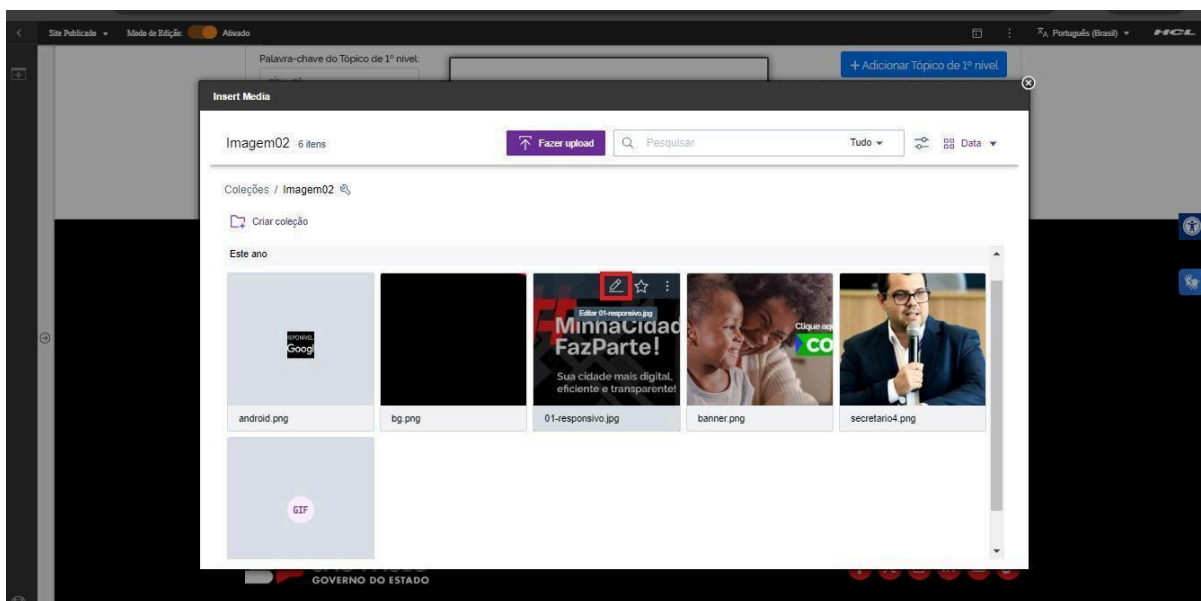 Site Publicado
Modo de Edição:
Ativado
Português (Brasil)
HCL
Palavra-chave do Tópico de 1º nível:
+ Adicionar Tópico de 1º nível
Insert Media
Imagem02 6 itens
Fazer upload
Pesquisar
Tudo
Data
Coleções / Imagem02
Criar coleção
Este ano
Googl
Editar 01-responsivo.jpg
MinhaCidad
FazParte!
Sua cidade mais digital,
eficiente e transparente!
Clique aq
CO
android.png
bg.png
01-responsivo.jpg
banner.png
secretario4.png
GIF
GOVERNO DO ESTADO